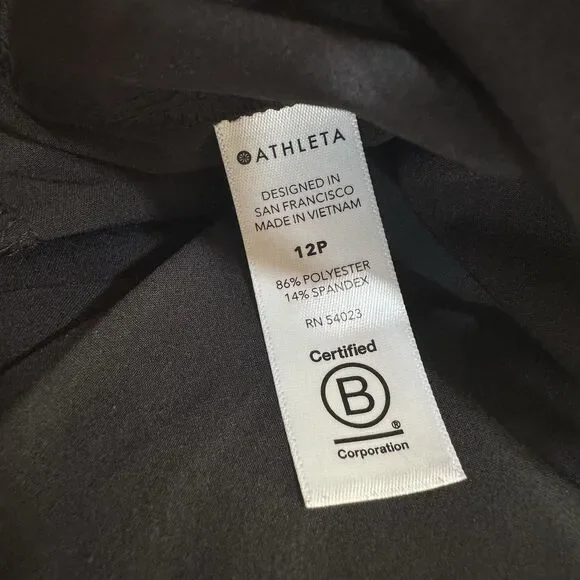 ATHLETA
DESIGNED IN
SAN FRANCISCO
MADE IN VIETNAM
12P
86% POLYESTER
14% SPANDEX
RN 54023
Certified
B
®
Corporation